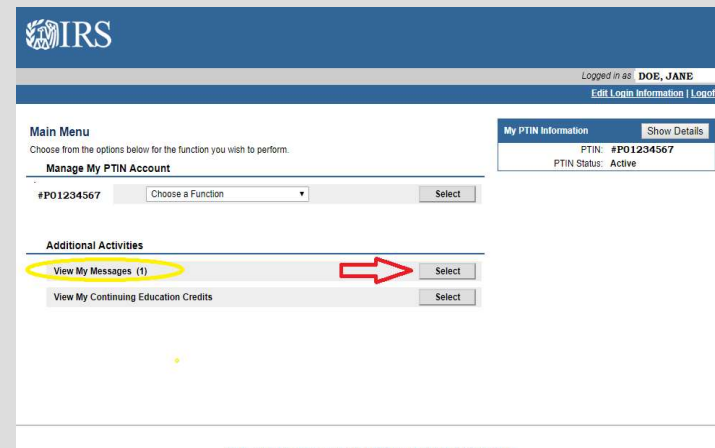 IRS
Logged in as DOE, JANE
Edit Login Information | Logof
Main Menu
Choose from the options below for the function you wish to perform.
Manage My PTIN Account
#P01234567 Choose a Function Select
Additional Activities
View My Messages (1) Select
View My Continuing Education Credits Select
My PTIN Information Show Details
PTIN: #P01234567
PTIN Status: Active